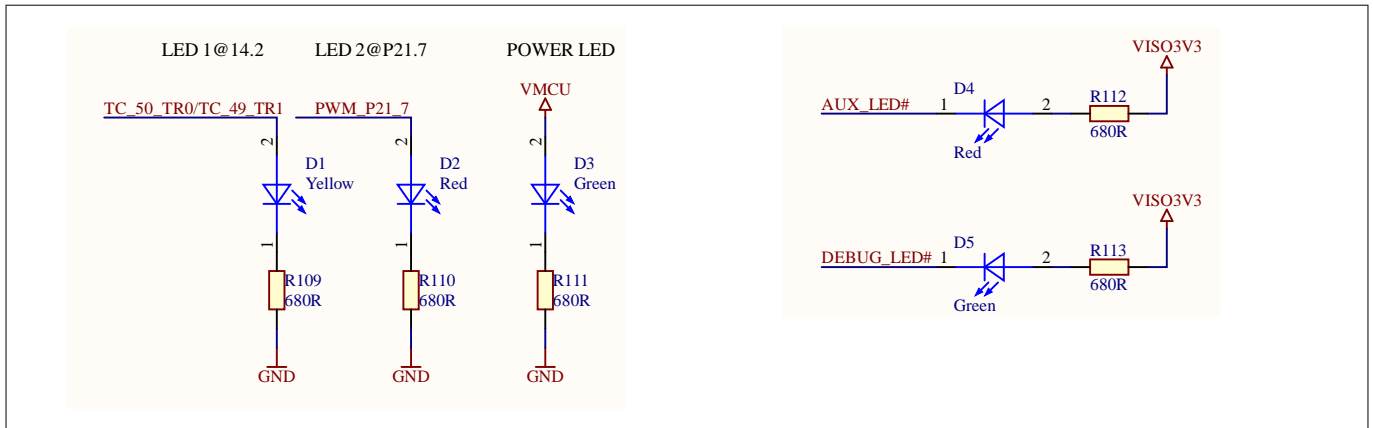 LED 1@14.2
LED 2@P21.7
POWER LED
TC_50_TR0/TC_49_TR1
PWM_P21_7
VMCU
2
2
2
D1
Yellow
D2
Red
D3
Green
1
1
1
R109
680R
R110
680R
R111
680R
GND
GND
GND
VISO3V3
AUX_LED#
1
D4
2
R112
680R
Red
VISO3V3
DEBUG_LED#
1
D5
2
R113
680R
Green